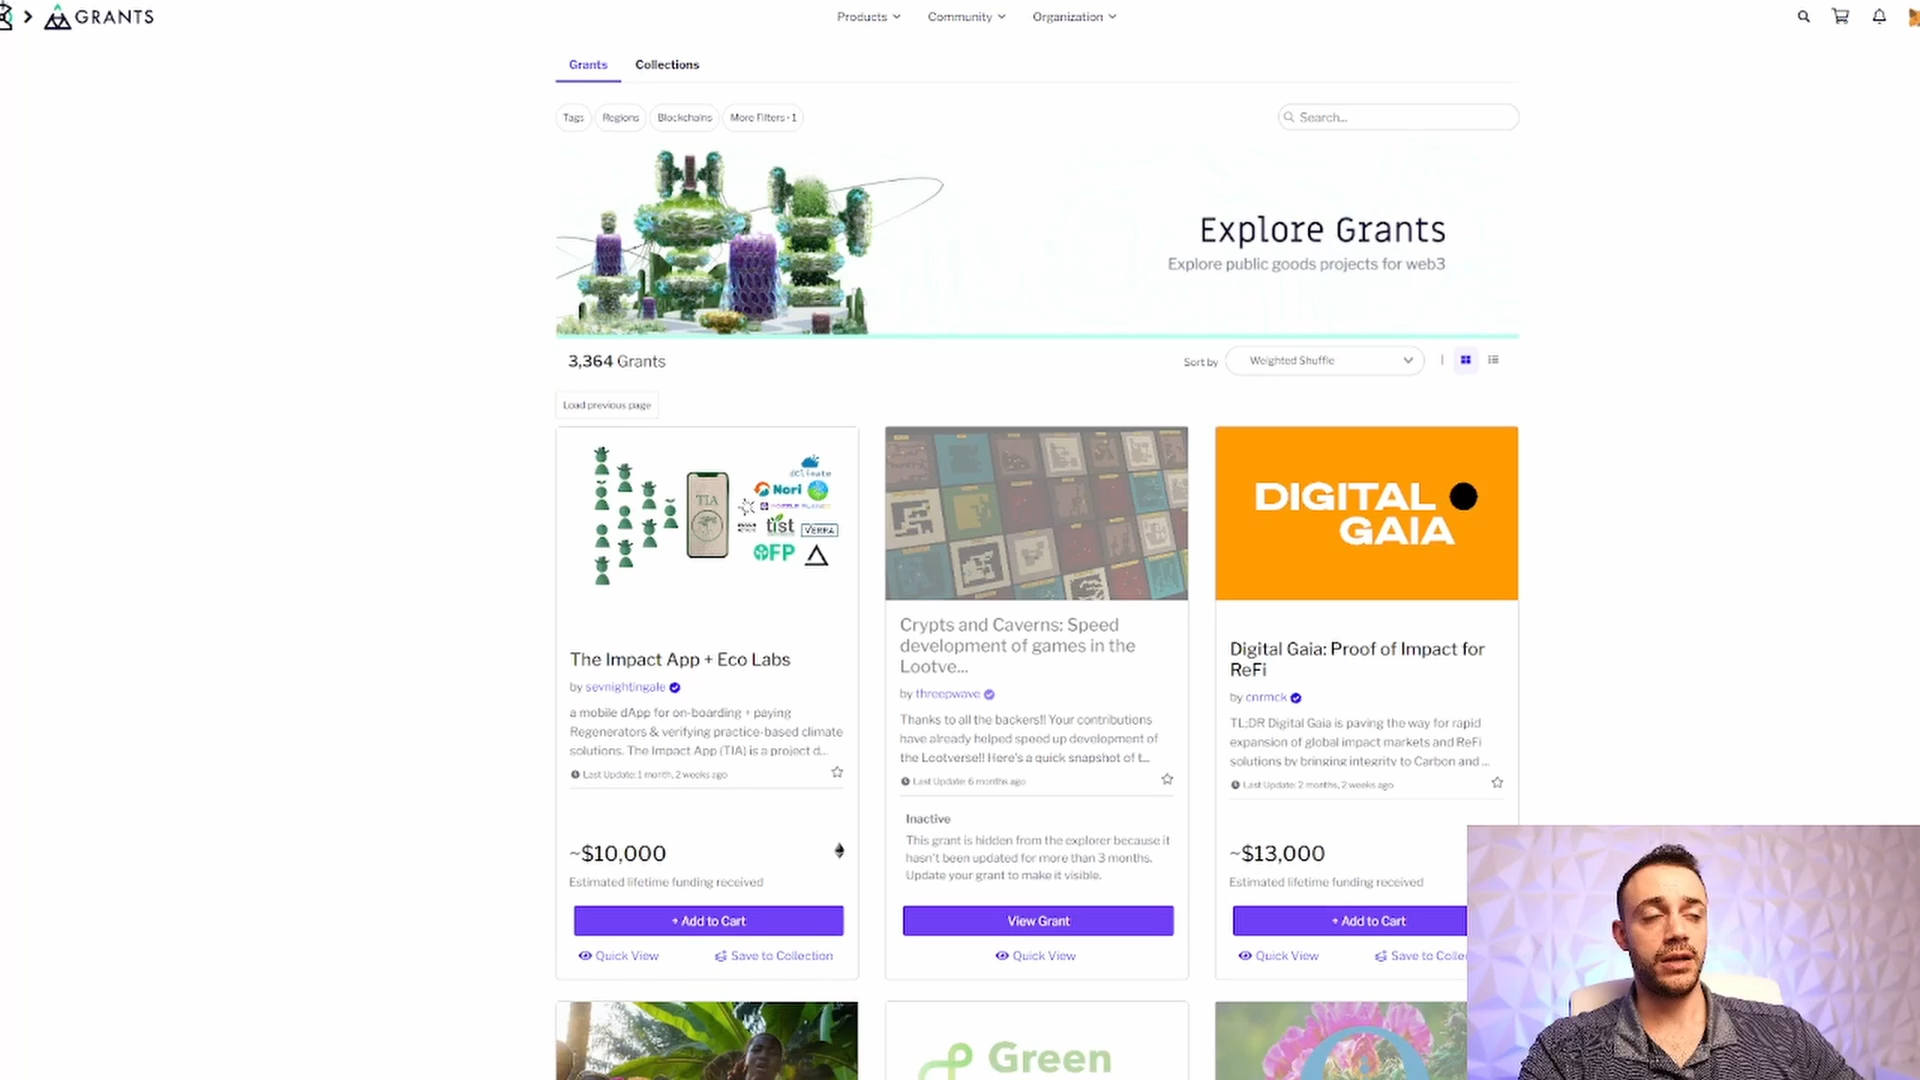 GRANTS
Products
Community
Organization
Grants
Collections
Tags
Regions
Blockchains
More Filters · 1
Search...
Explore Grants
Explore public goods projects for web3
3,364 Grants
Sort by
Weighted Shuffle
Load previous page
TIA
dClimate
Nori
tist
VERRA
OFP
The Impact App + Eco Labs
by sevnightingale
a mobile dApp for on-boarding + paying
Regenerators & verifying practice-based climate
solutions. The Impact App (TIA) is a project d...
Last Update: 1 month, 2 weeks ago
~$10,000
Estimated lifetime funding received
+ Add to Cart
Quick View
Save to Collection
Crypts and Caverns: Speed
development of games in the
Lootve...
by threepwave
Thanks to all the backers!! Your contributions
have already helped speed up development of
the Lootverse!! Here's a quick snapshot of t...
Last Update: 6 months ago
Inactive
This grant is hidden from the explorer because it
hasn't been updated for more than 3 months.
Update your grant to make it visible.
View Grant
Quick View
DIGITAL
GAIA
Digital Gaia: Proof of Impact for
ReFi
by cnrmck
TL;DR Digital Gaia is paving the way for rapid
expansion of global impact markets and ReFi
solutions by bringing integrity to Carbon and ...
Last Update: 2 months, 2 weeks ago
~$13,000
Estimated lifetime funding received
+ Add to Cart
Quick View
Save to Colle
Green